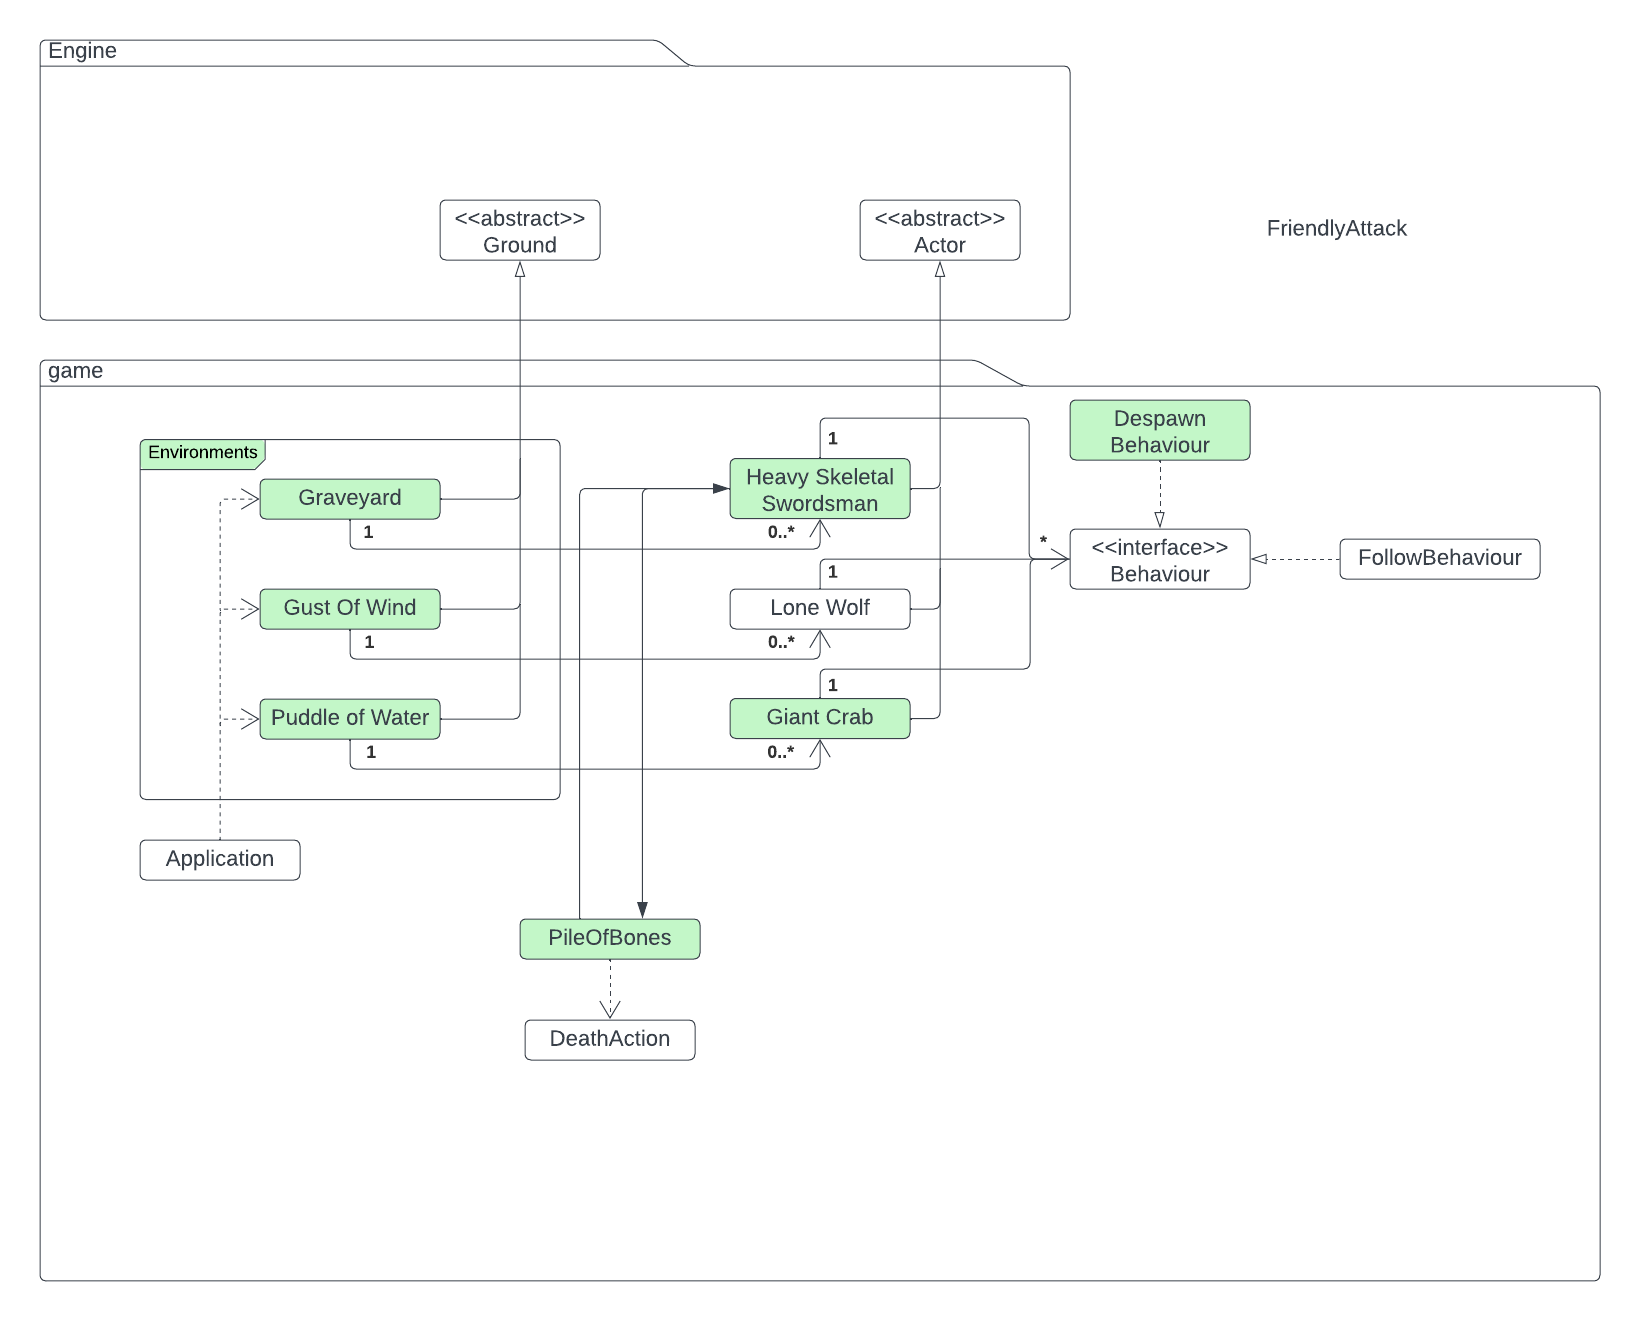 Engine
<<abstract>>
Ground
<<abstract>>
Actor
FriendlyAttack
game
Despawn
Behaviour
1
Environments
Heavy Skeletal
Swordsman
Graveyard
1
0..*
*
<<interface>>
Behaviour
FollowBehaviour
1
Gust Of Wind
Lone Wolf
1
0..*
1
Puddle of Water
Giant Crab
1
0..*
Application
PileOfBones
DeathAction